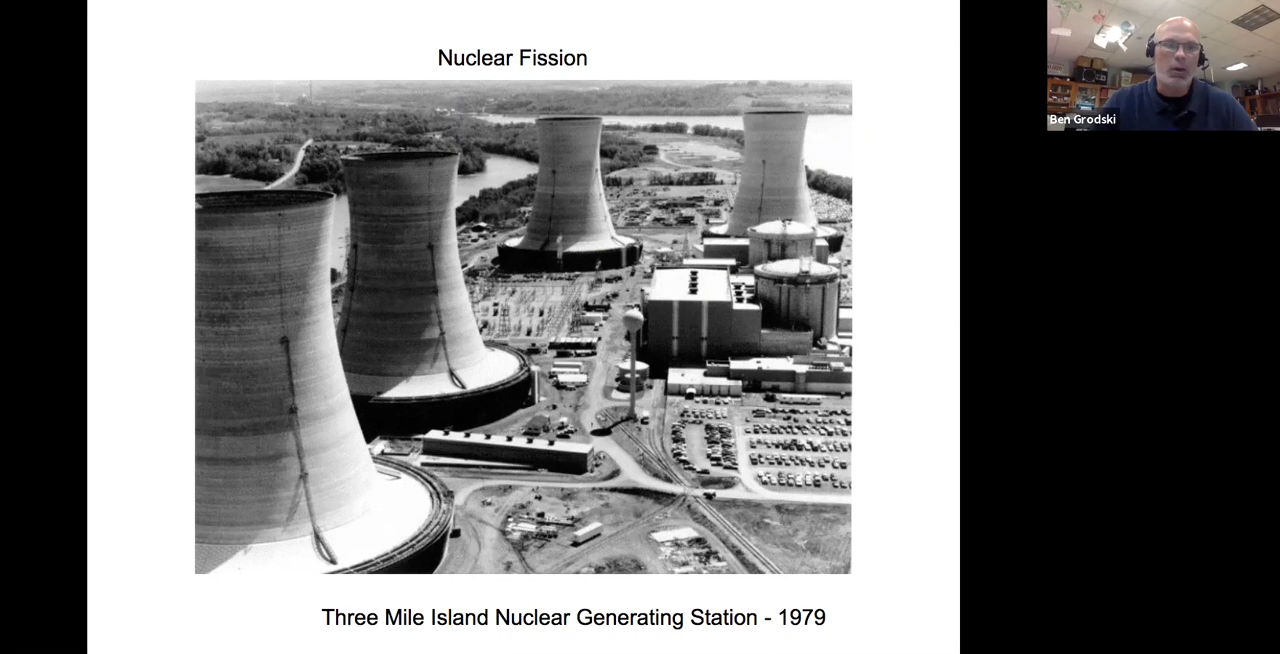 Nuclear Fission
Ben Grodski
Three Mile Island Nuclear Generating Station - 1979